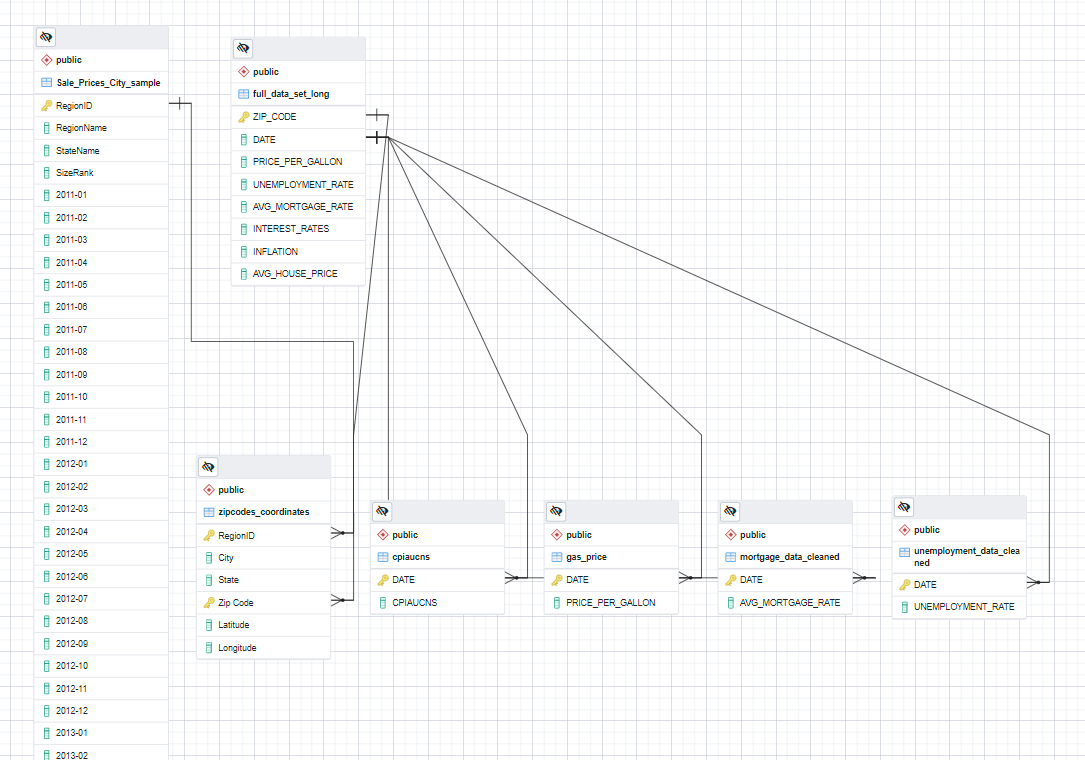 public
Sale_Prices_City_sample
RegionID
RegionName
StateName
SizeRank
2011-01
2011-02
2011-03
2011-04
2011-05
2011-06
2011-07
2011-08
2011-09
2011-10
2011-11
2011-12
2012-01
2012-02
2012-03
2012-04
2012-05
2012-06
2012-07
2012-08
2012-09
2012-10
2012-11
2012-12
2013-01
2013-02
public
full_data_set_long
ZIP_CODE
DATE
PRICE_PER_GALLON
UNEMPLOYMENT_RATE
AVG_MORTGAGE_RATE
INTEREST_RATES
INFLATION
AVG_HOUSE_PRICE
public
zipcodes_coordinates
RegionID
City
State
Zip Code
Latitude
Longitude
public
cpiaucns
DATE
CPIAUCNS
public
gas_price
DATE
PRICE_PER_GALLON
public
mortgage_data_cleaned
DATE
AVG_MORTGAGE_RATE
public
unemployment_data_clea
ned
DATE
UNEMPLOYMENT_RATE